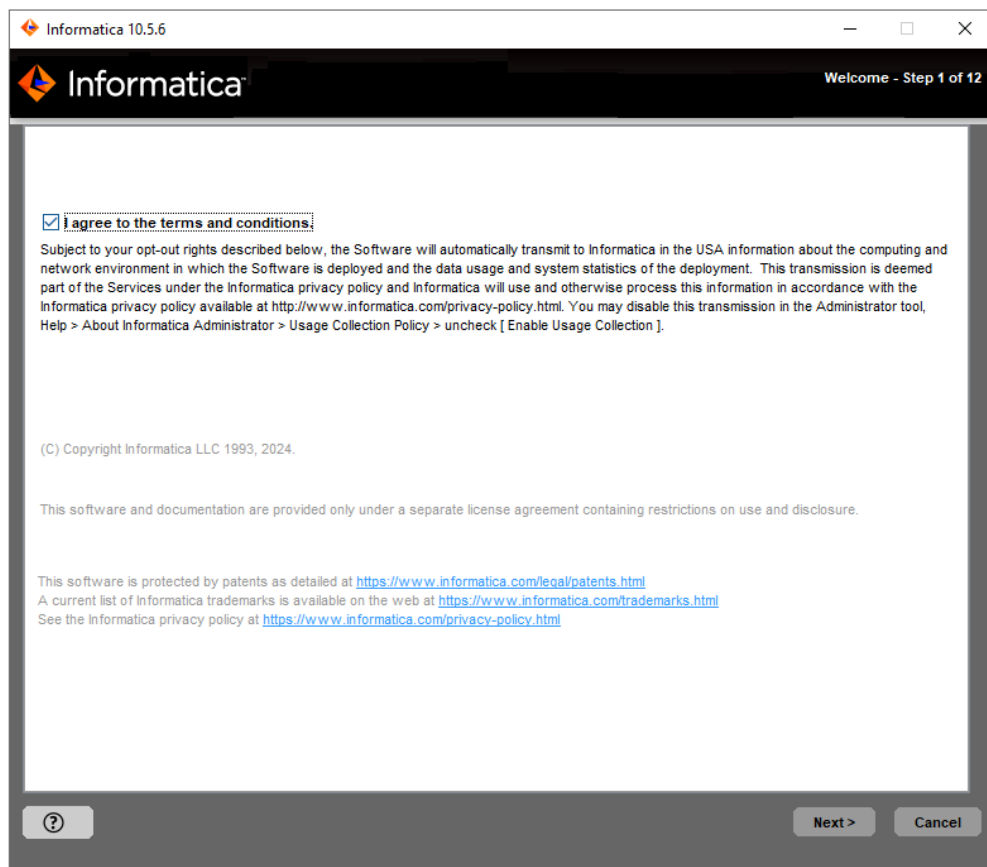 Informatica 10.5.6
Informatica
Welcome - Step 1 of 12
I agree to the terms and conditions.
Subject to your opt-out rights described below, the Software will automatically transmit to Informatica in the USA information about the computing and
network environment in which the Software is deployed and the data usage and system statistics of the deployment.  This transmission is deemed
part of the Services under the Informatica privacy policy and Informatica will use and otherwise process this information in accordance with the
Informatica privacy policy available at http://www.informatica.com/privacy-policy.html. You may disable this transmission in the Administrator tool,
Help > About Informatica Administrator > Usage Collection Policy > uncheck [ Enable Usage Collection ].
(C) Copyright Informatica LLC 1993, 2024.
This software and documentation are provided only under a separate license agreement containing restrictions on use and disclosure.
This software is protected by patents as detailed at https://www.informatica.com/legal/patents.html
A current list of Informatica trademarks is available on the web at https://www.informatica.com/trademarks.html
See the Informatica privacy policy at https://www.informatica.com/privacy-policy.html
?
Next >
Cancel